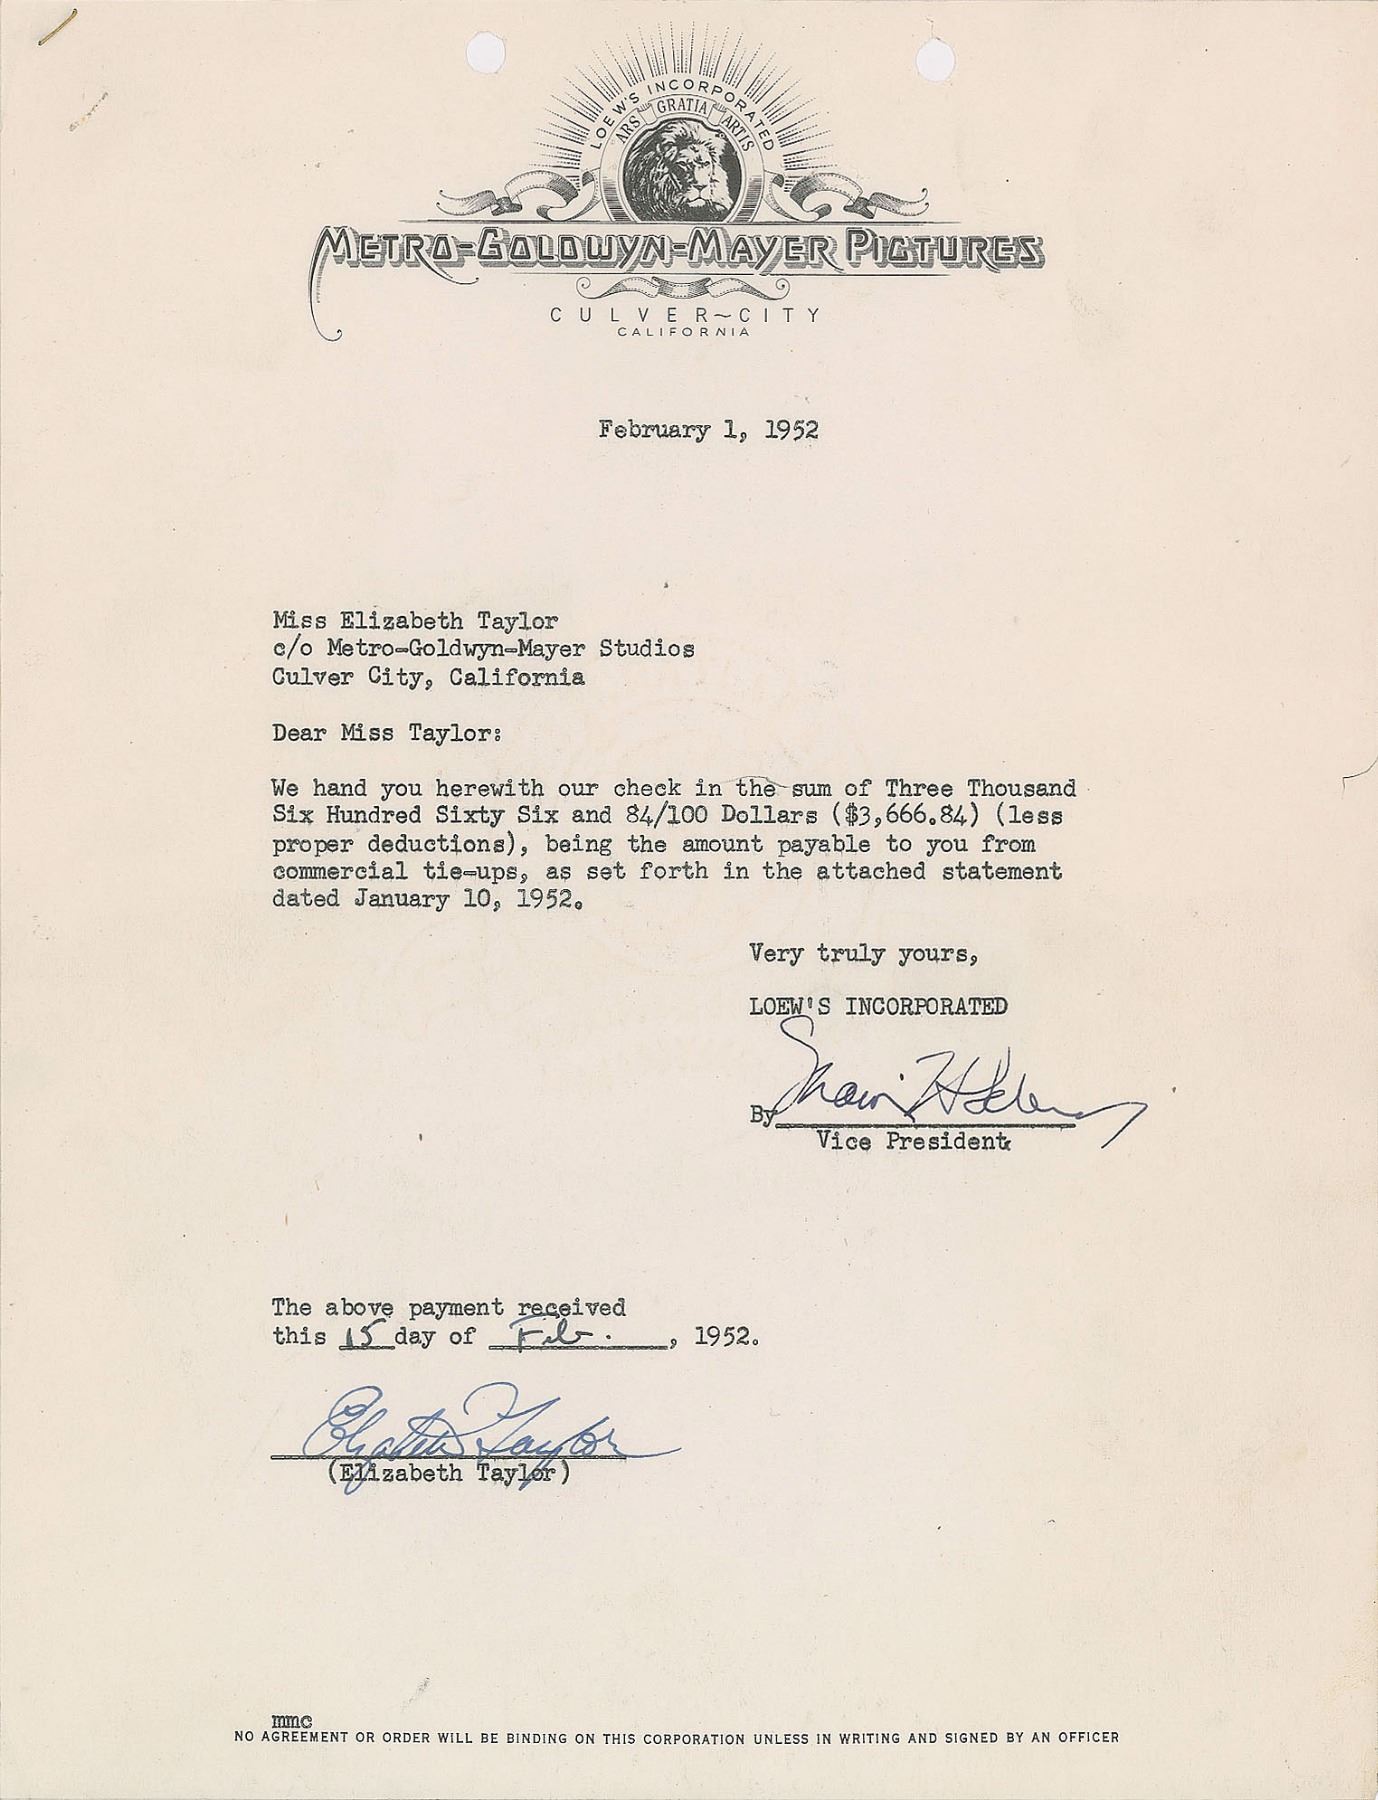 LOEW'S INCORPORATED
ARS GRATIA ARTIS
METRO-GOLDWYN-MAYER PICTURES
CULVER~CITY
CALIFORNIA
February 1, 1952
Miss Elizabeth Taylor
c/o Metro-Goldwyn-Mayer Studios
Culver City, California
Dear Miss Taylor:
We hand you herewith our check in the sum of Three Thousand
Six Hundred Sixty Six and 84/100 Dollars ($3,666.84) (less
proper deductions), being the amount payable to you from
commercial tie-ups, as set forth in the attached statement
dated January 10, 1952.
Very truly yours,
LOEW'S INCORPORATED
By
Vice President
The above payment received
this 15 day of Feb. , 1952.
Elizabeth Taylor
(Elizabeth Taylor)
mmc
NO AGREEMENT OR ORDER WILL BE BINDING ON THIS CORPORATION UNLESS IN WRITING AND SIGNED BY AN OFFICER